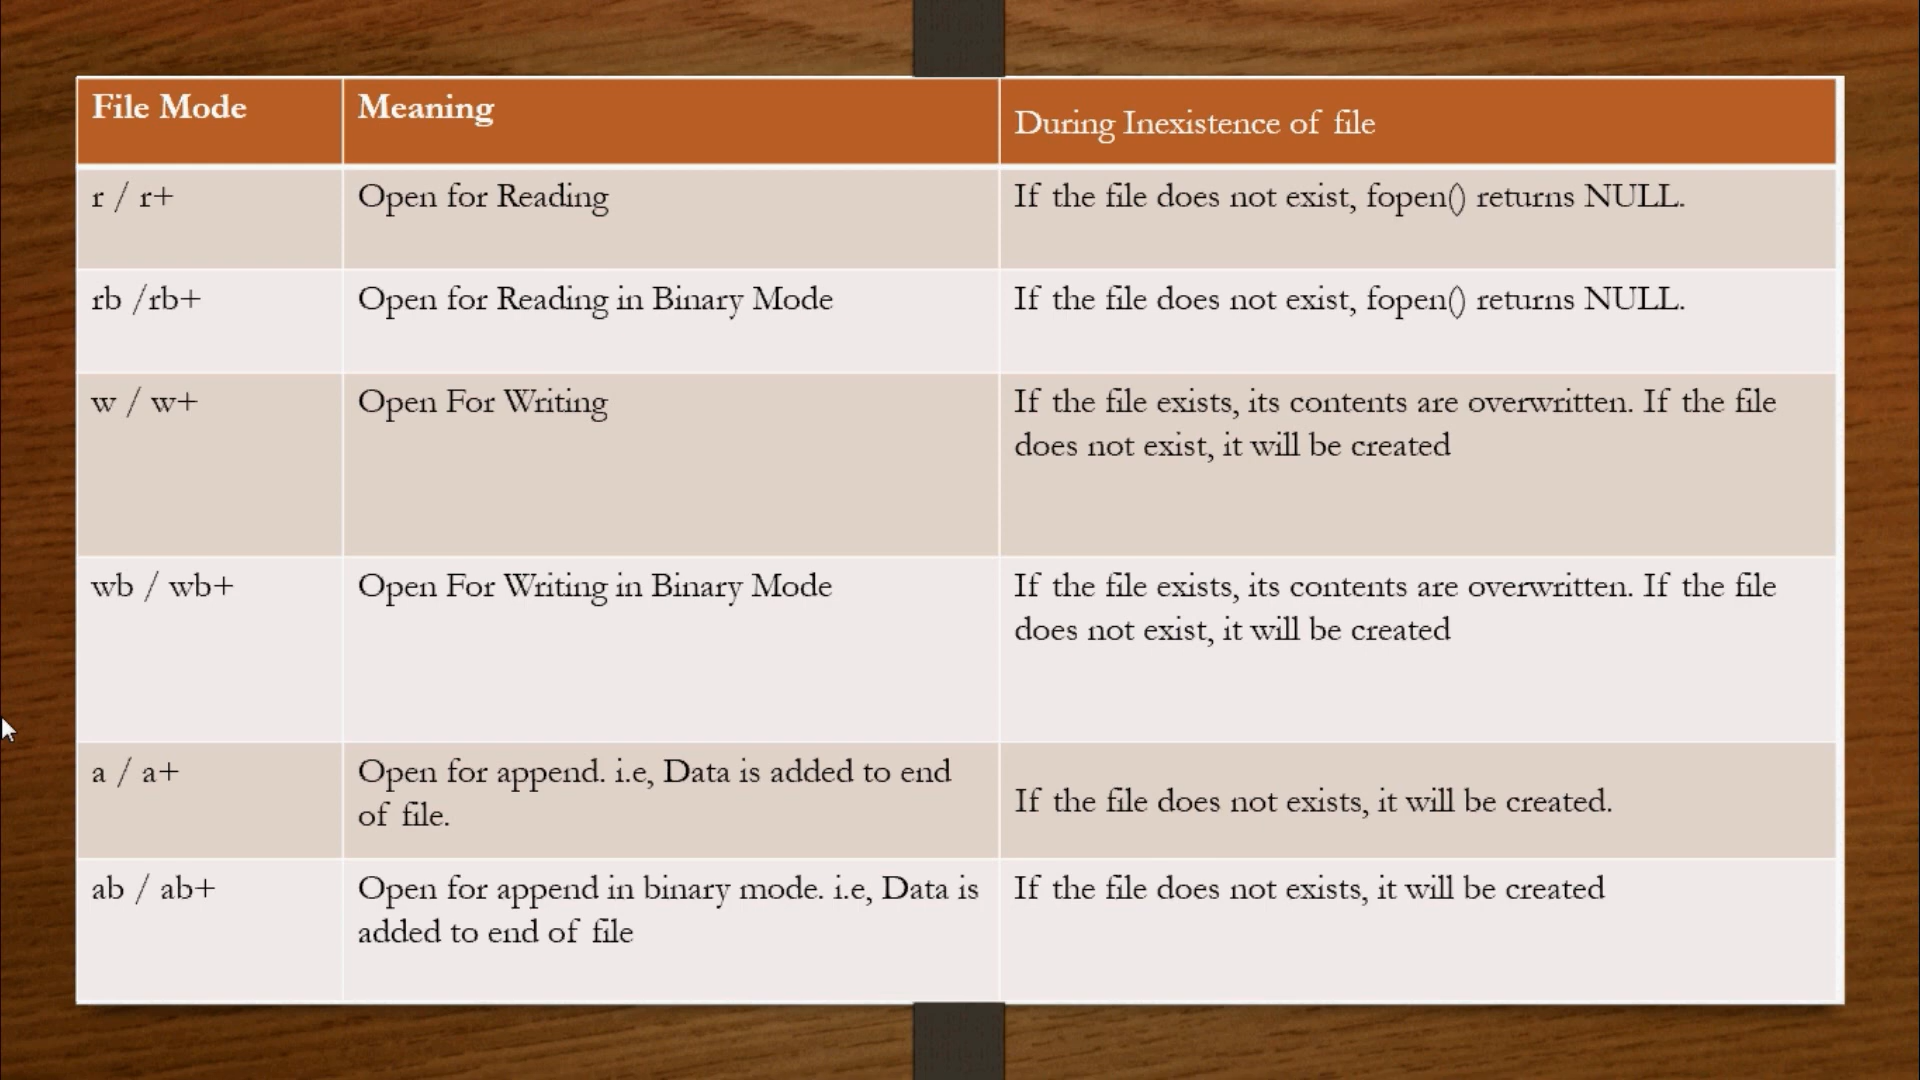 File Mode
Meaning
During Inexistence of file
r / r+
Open for Reading
If the file does not exist, fopen() returns NULL.
rb /rb+
Open for Reading in Binary Mode
If the file does not exist, fopen() returns NULL.
w / w+
Open For Writing
If the file exists, its contents are overwritten. If the file
does not exist, it will be created
wb / wb+
Open For Writing in Binary Mode
If the file exists, its contents are overwritten. If the file
does not exist, it will be created
a / a+
Open for append. i.e, Data is added to end
of file.
If the file does not exists, it will be created.
ab / ab+
Open for append in binary mode. i.e, Data is
added to end of file
If the file does not exists, it will be created